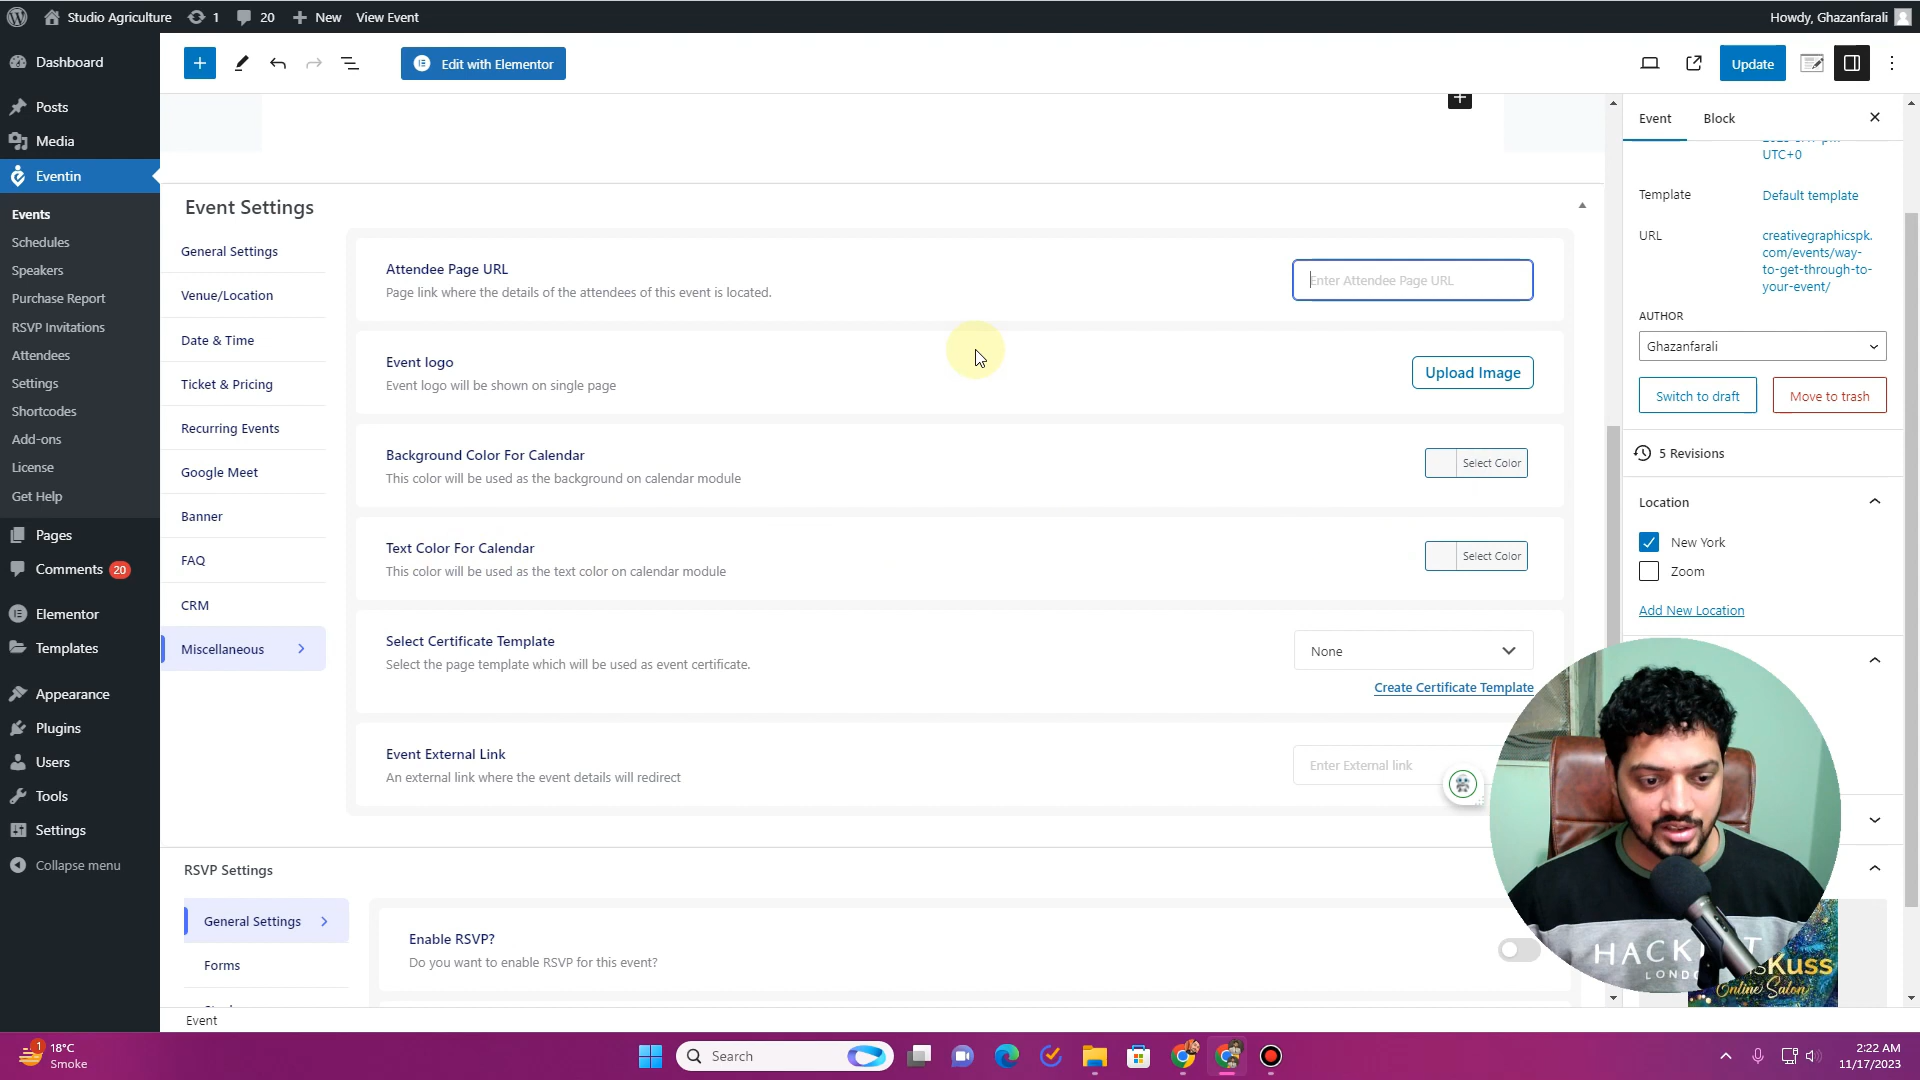 Studio Agriculture
1
20
New
View Event
Howdy, Ghazanfarali
Dashboard
Posts
Media
Eventin
Events
Schedules
Speakers
Purchase Report
RSVP Invitations
Attendees
Settings
Shortcodes
Add-ons
License
Get Help
Pages
Comments 20
Elementor
Templates
Appearance
Plugins
Users
Tools
Settings
Collapse menu
Edit with Elementor
Update
Event Settings
General Settings
Venue/Location
Date & Time
Ticket & Pricing
Recurring Events
Google Meet
Banner
FAQ
CRM
Miscellaneous
Attendee Page URL
Page link where the details of the attendees of this event is located.
Enter Attendee Page URL
Event logo
Event logo will be shown on single page
Upload Image
Background Color For Calendar
This color will be used as the background on calendar module
Select Color
Text Color For Calendar
This color will be used as the text color on calendar module
Select Color
Select Certificate Template
Select the page template which will be used as event certificate.
None
Create Certificate Template
Event External Link
An external link where the event details will redirect
Enter External link
RSVP Settings
General Settings
Forms
Enable RSVP?
Do you want to enable RSVP for this event?
Event
Event
Block
UTC+0
Template
Default template
URL
creativegraphicspk.
com/events/way-
to-get-through-to-
your-event/
AUTHOR
Ghazanfarali
Switch to draft
Move to trash
5 Revisions
Location
New York
Zoom
Add New Location
HACK
LONDO
Kuss
Online Salon
1
18°C
Smoke
Search
2:22 AM
11/17/2023